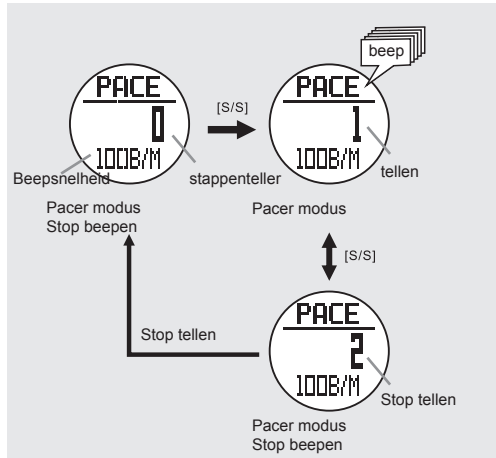 beep
PACE
0
100B/M
Beepsnelheid
stappenteller
Pacer modus
Stop beepen
[S/S]
PACE
1
100B/M
tellen
Pacer modus
[S/S]
PACE
2
100B/M
Stop tellen
Pacer modus
Stop beepen
Stop tellen